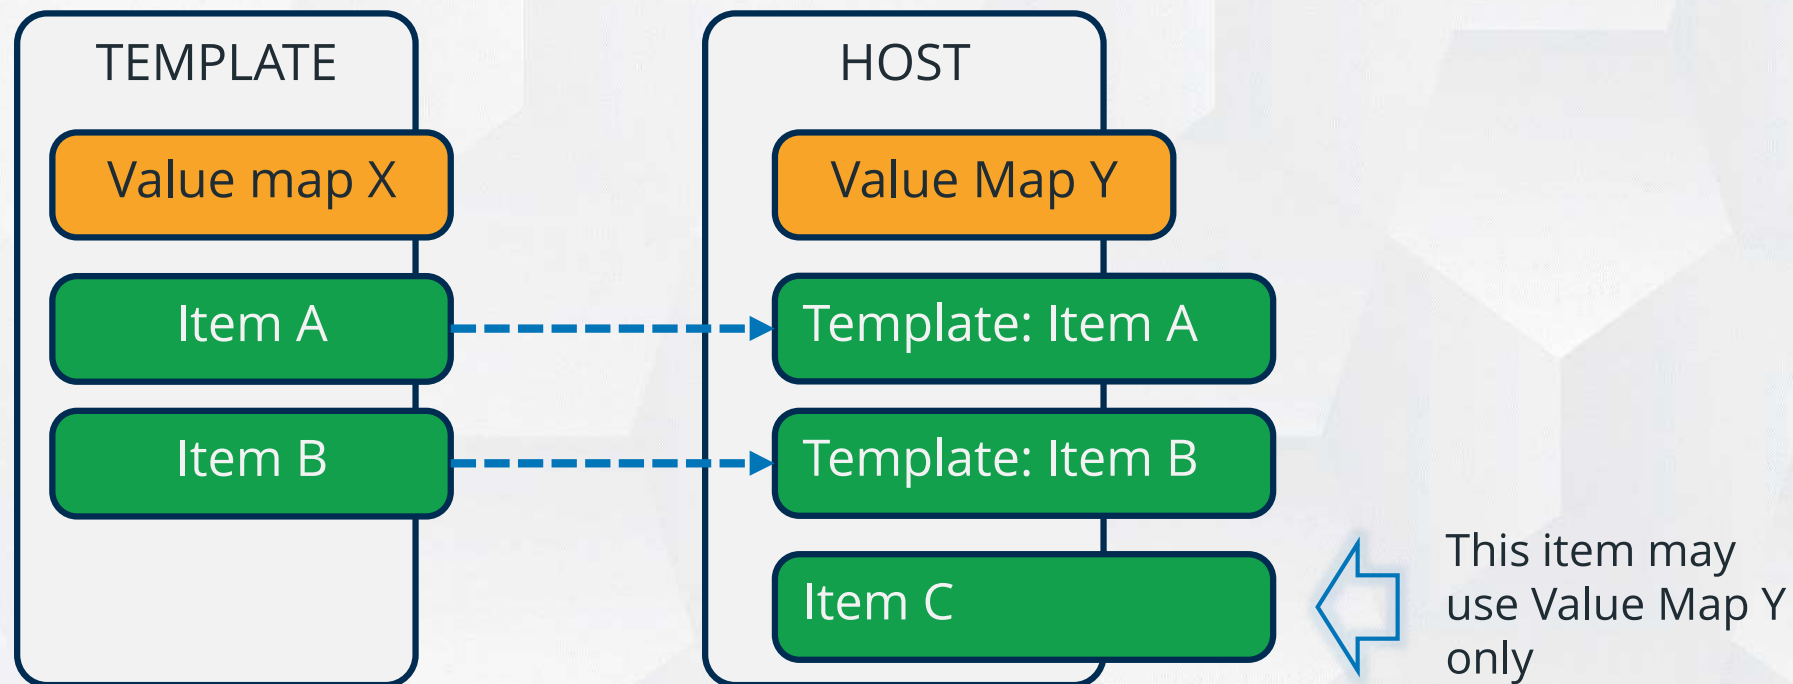 TEMPLATE
Value map X
Item A
Item B
HOST
Value Map Y
Template: Item A
Template: Item B
Item C
This item may
use Value Map Y
only